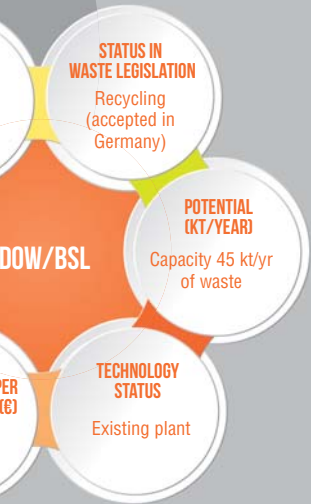 STATUS IN
WASTE LEGISLATION
Recycling
(accepted in
Germany)
POTENTIAL
(KT/YEAR)
Capacity 45 kt/yr
of waste
DOW/BSL
TECHNOLOGY
STATUS
Existing plant
PER
(€)